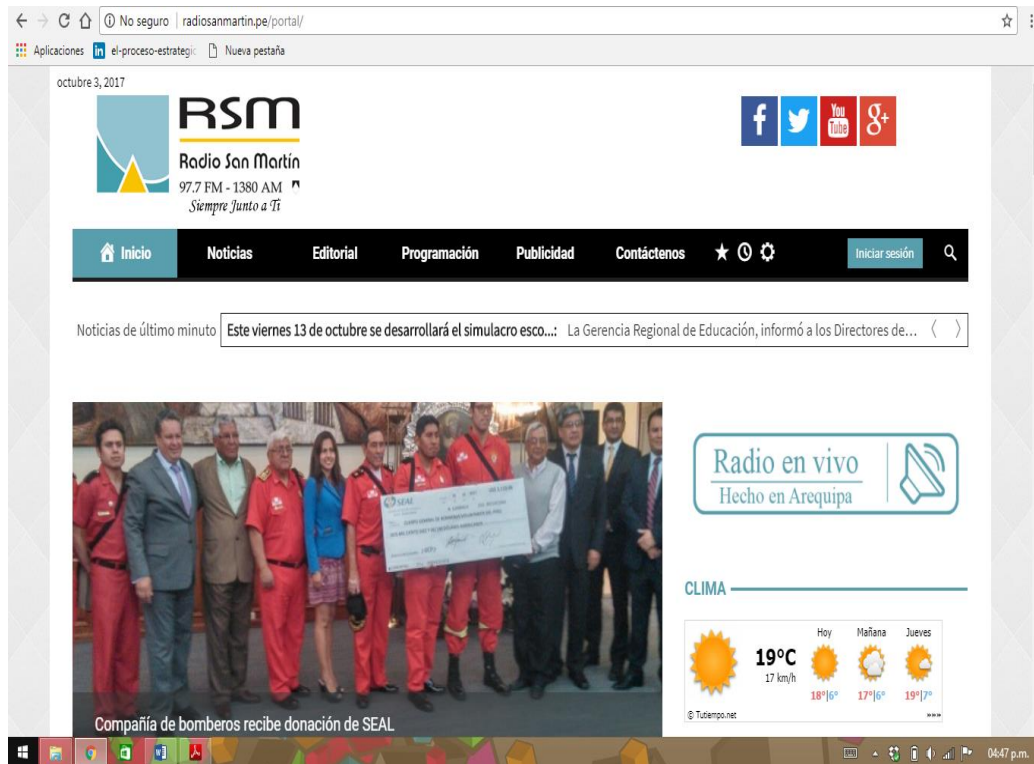 No seguro | radiosanmartin.pe/portal/
Aplicaciones in el-proceso-estrategic Nueva pestaña
octubre 3, 2017
RSM
Radio San Martín
97.7 FM - 1380 AM
Siempre Junto a Ti
f You Tube g+
Inicio Noticias Editorial Programación Publicidad Contáctenos Iniciar sesión
Noticias de último minuto Este viernes 13 de octubre se desarrollará el simulacro esco...: La Gerencia Regional de Educación, informó a los Directores de...
SEAL
Radio en vivo
Hecho en Arequipa
CLIMA
Hoy Mañana Jueves
19°C
17 km/h
18°|6° 17°|6° 19°|7°
© Tutiempo.net »»»
Compañía de bomberos recibe donación de SEAL
04:47 p.m.